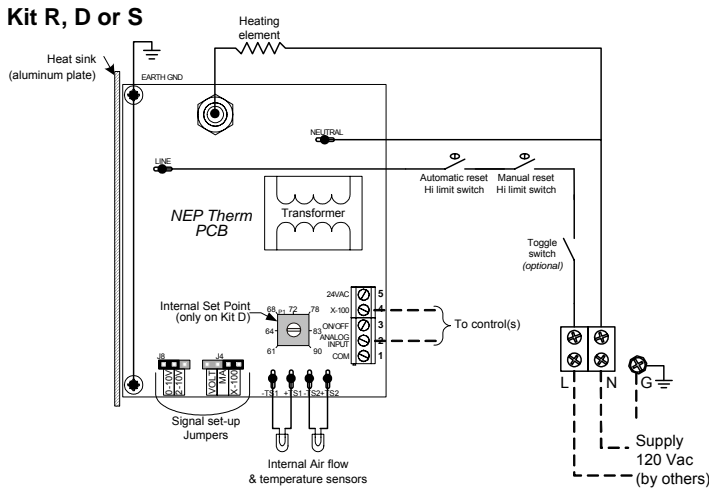 Kit R, D or S
Heating
element
Heat sink
(aluminum plate)
EARTH GND
NEUTRAL
LINE
Automatic reset
Hi limit switch
Manual reset
Hi limit switch
NEP Therm
PCB
Transformer
Toggle
switch
(optional)
Internal Set Point
(only on Kit D)
68 P1 72 78
64 83
61 90
24VAC 5
X-100 4
ON/OFF 3
ANALOG
INPUT 2
COM 1
To control(s)
J8
0-10V
2-10V
J4
VOLT
MA
X-100
-TS1 +TS1 -TS2 +TS2
Signal set-up
Jumpers
Internal Air flow
& temperature sensors
L N G
Supply
120 Vac
(by others)